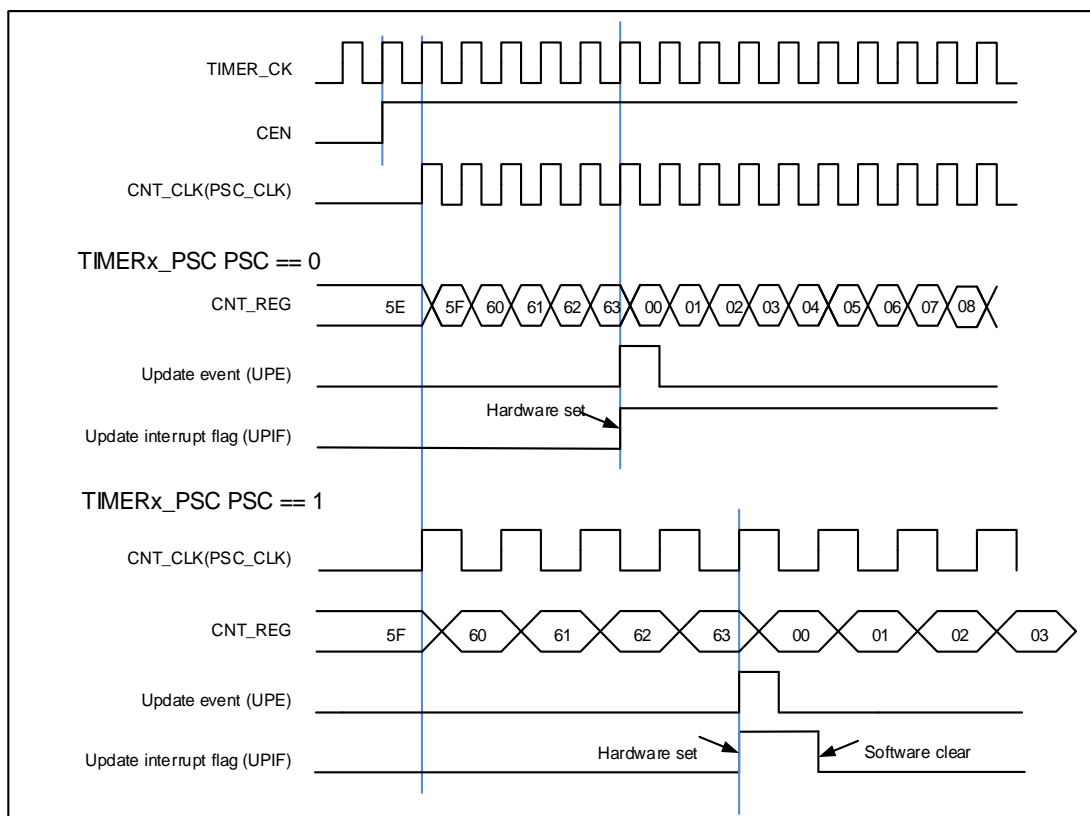 TIMER_CK
CEN
CNT_CLK(PSC_CLK)
TIMERx_PSC PSC == 0
CNT_REG 5E 5F 60 61 62 63 00 01 02 03 04 05 06 07 08
Update event (UPE)
Hardware set
Update interrupt flag (UPIF)
TIMERx_PSC PSC == 1
CNT_CLK(PSC_CLK)
CNT_REG 5F 60 61 62 63 00 01 02 03
Update event (UPE)
Update interrupt flag (UPIF) Hardware set Software clear